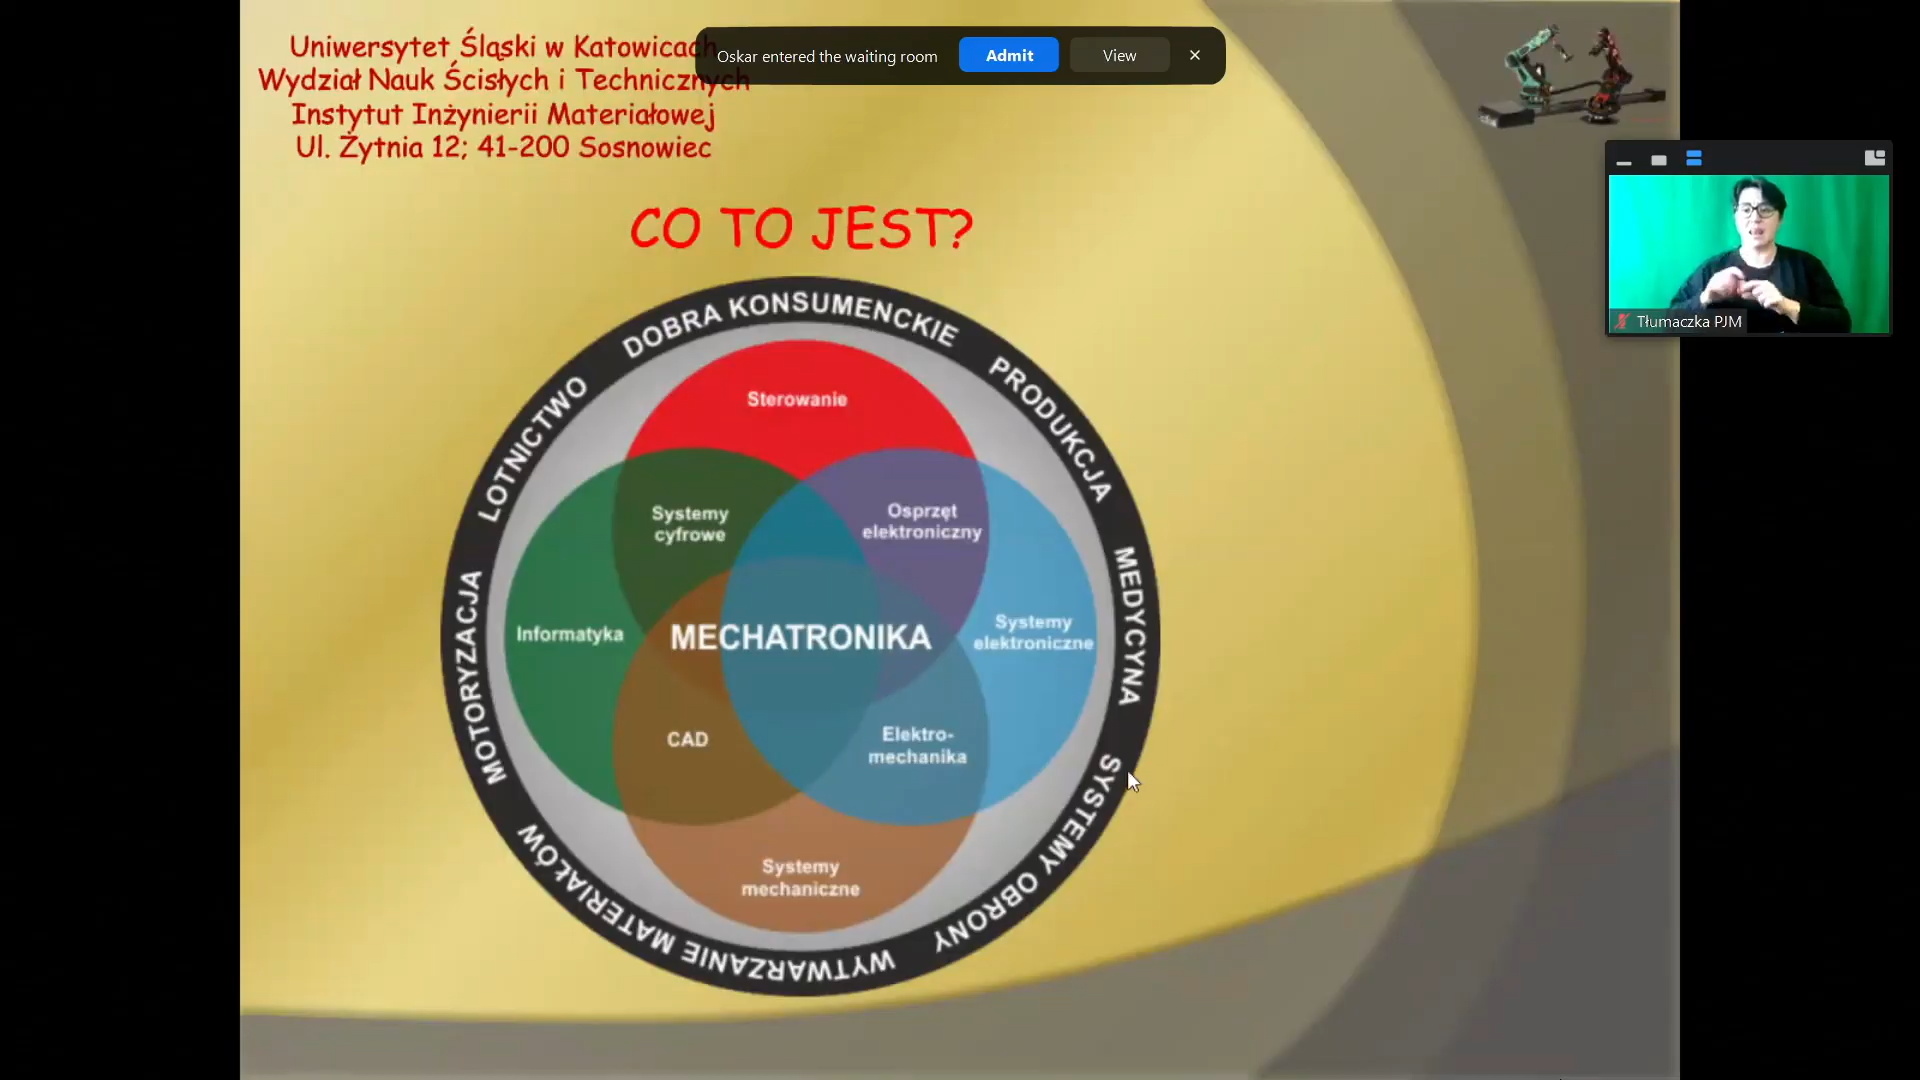 Uniwersytet Śląski w Katowicach
Wydział Nauk Ścisłych i Technicznych
Instytut Inżynierii Materiałowej
Ul. Żytnia 12; 41-200 Sosnowiec
Oskar entered the waiting room
Admit
View
Tłumaczka PJM
CO TO JEST?
DOBRA KONSUMENCKIE
PRODUKCJA
MEDYCYNA
SYSTEMY OBRONY
WYTWARZANIE MATERIAŁÓW
MOTORYZACJA
LOTNICTWO
Sterowanie
Systemy
cyfrowe
Osprzęt
elektroniczny
Informatyka
MECHATRONIKA
Systemy
elektroniczne
CAD
Elektro-
mechanika
Systemy
mechaniczne